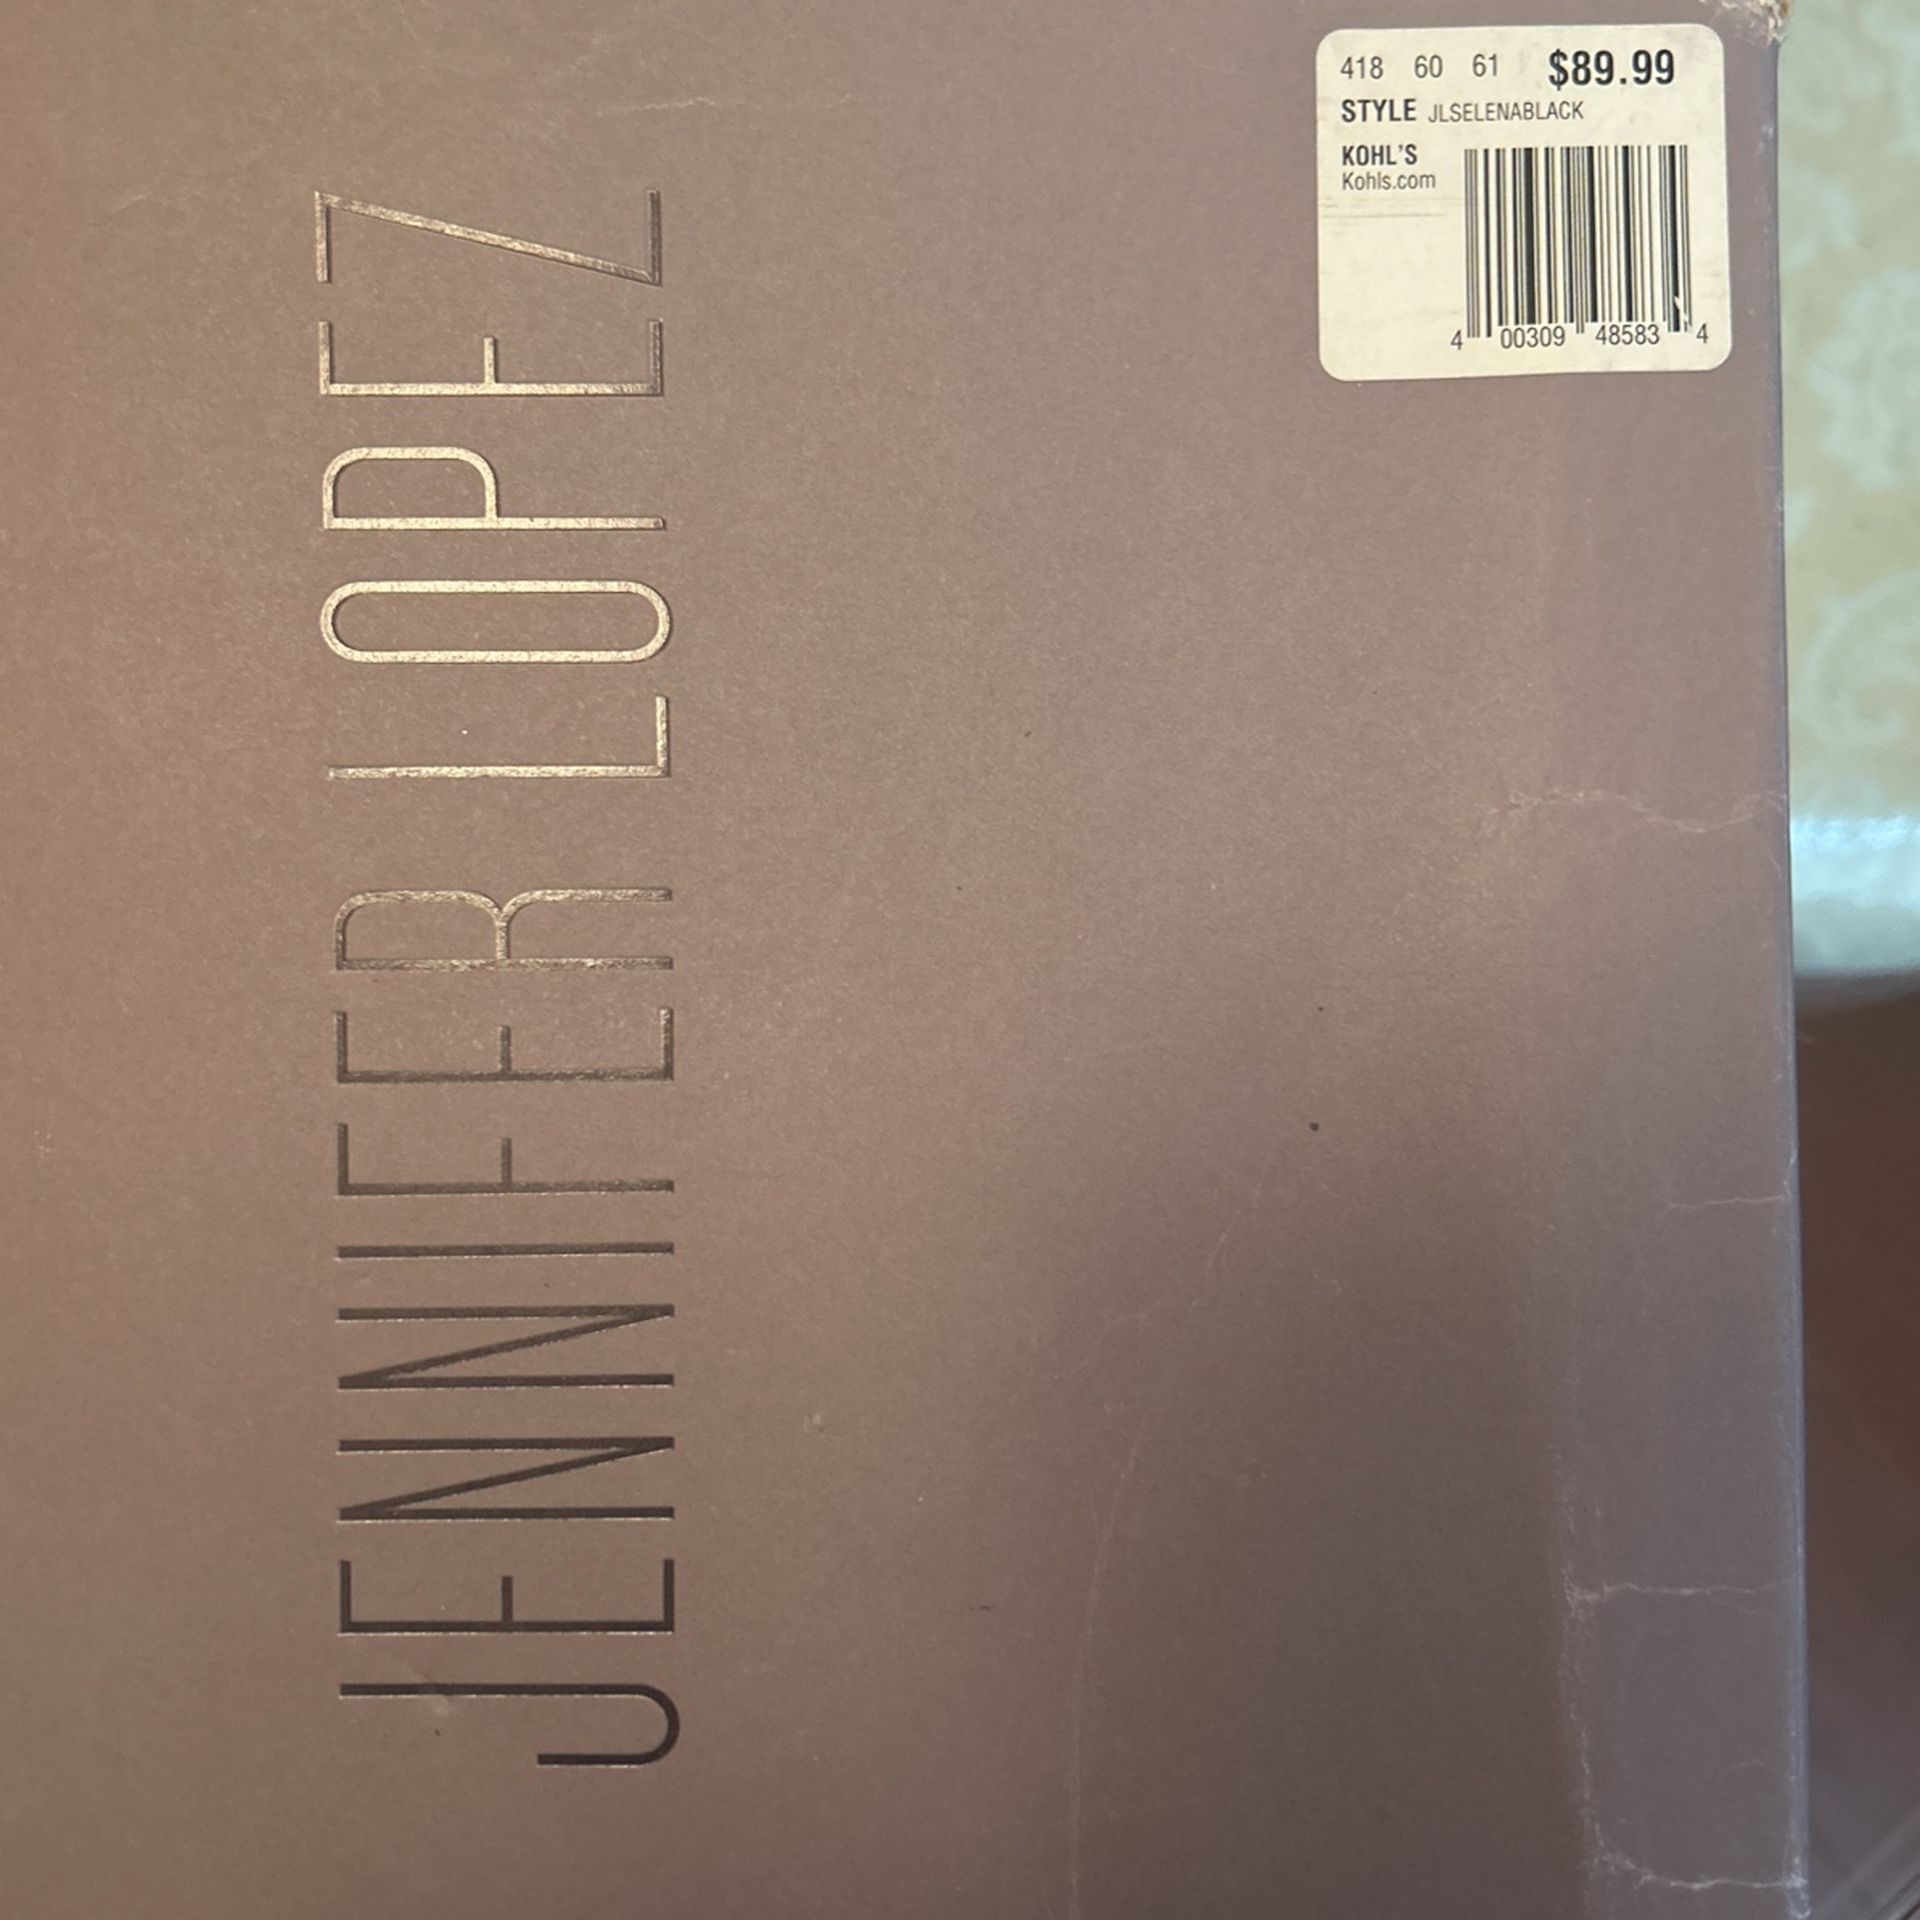 418 60 61 $89.99
STYLE JLSELENABLACK
KOHL'S
Kohls.com
4 00309 48583 4
JENNIFER LOPEZ